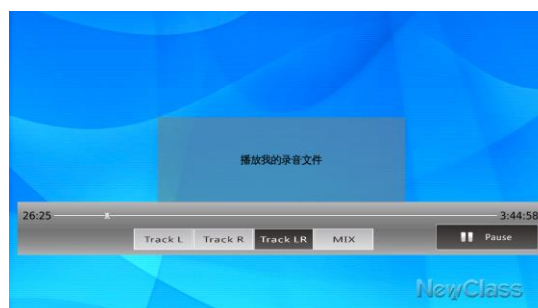 播放我的录音文件
26:25 3:44:58
Track L Track R Track LR MIX Pause
NewClass